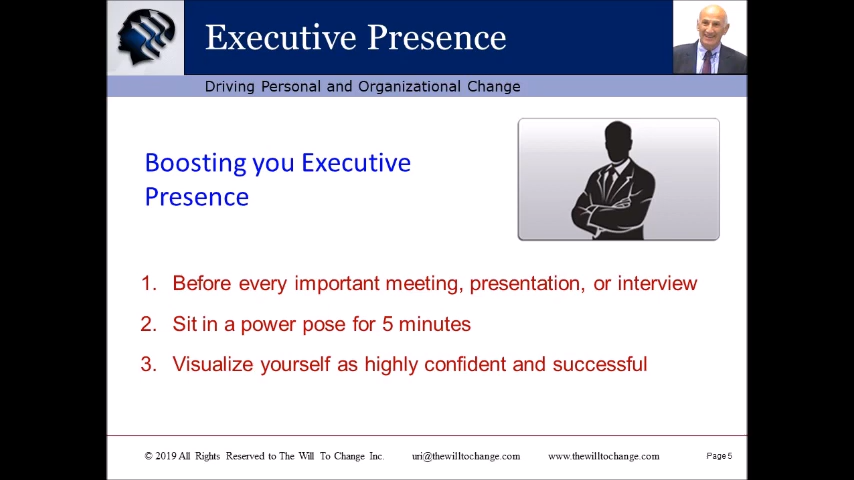 Executive Presence
Driving Personal and Organizational Change
Boosting you Executive
Presence
1. Before every important meeting, presentation, or interview
2. Sit in a power pose for 5 minutes
3. Visualize yourself as highly confident and successful
© 2019 All Rights Reserved to The Will To Change Inc. uri@thewilltochange.com www.thewilltochange.com Page 5